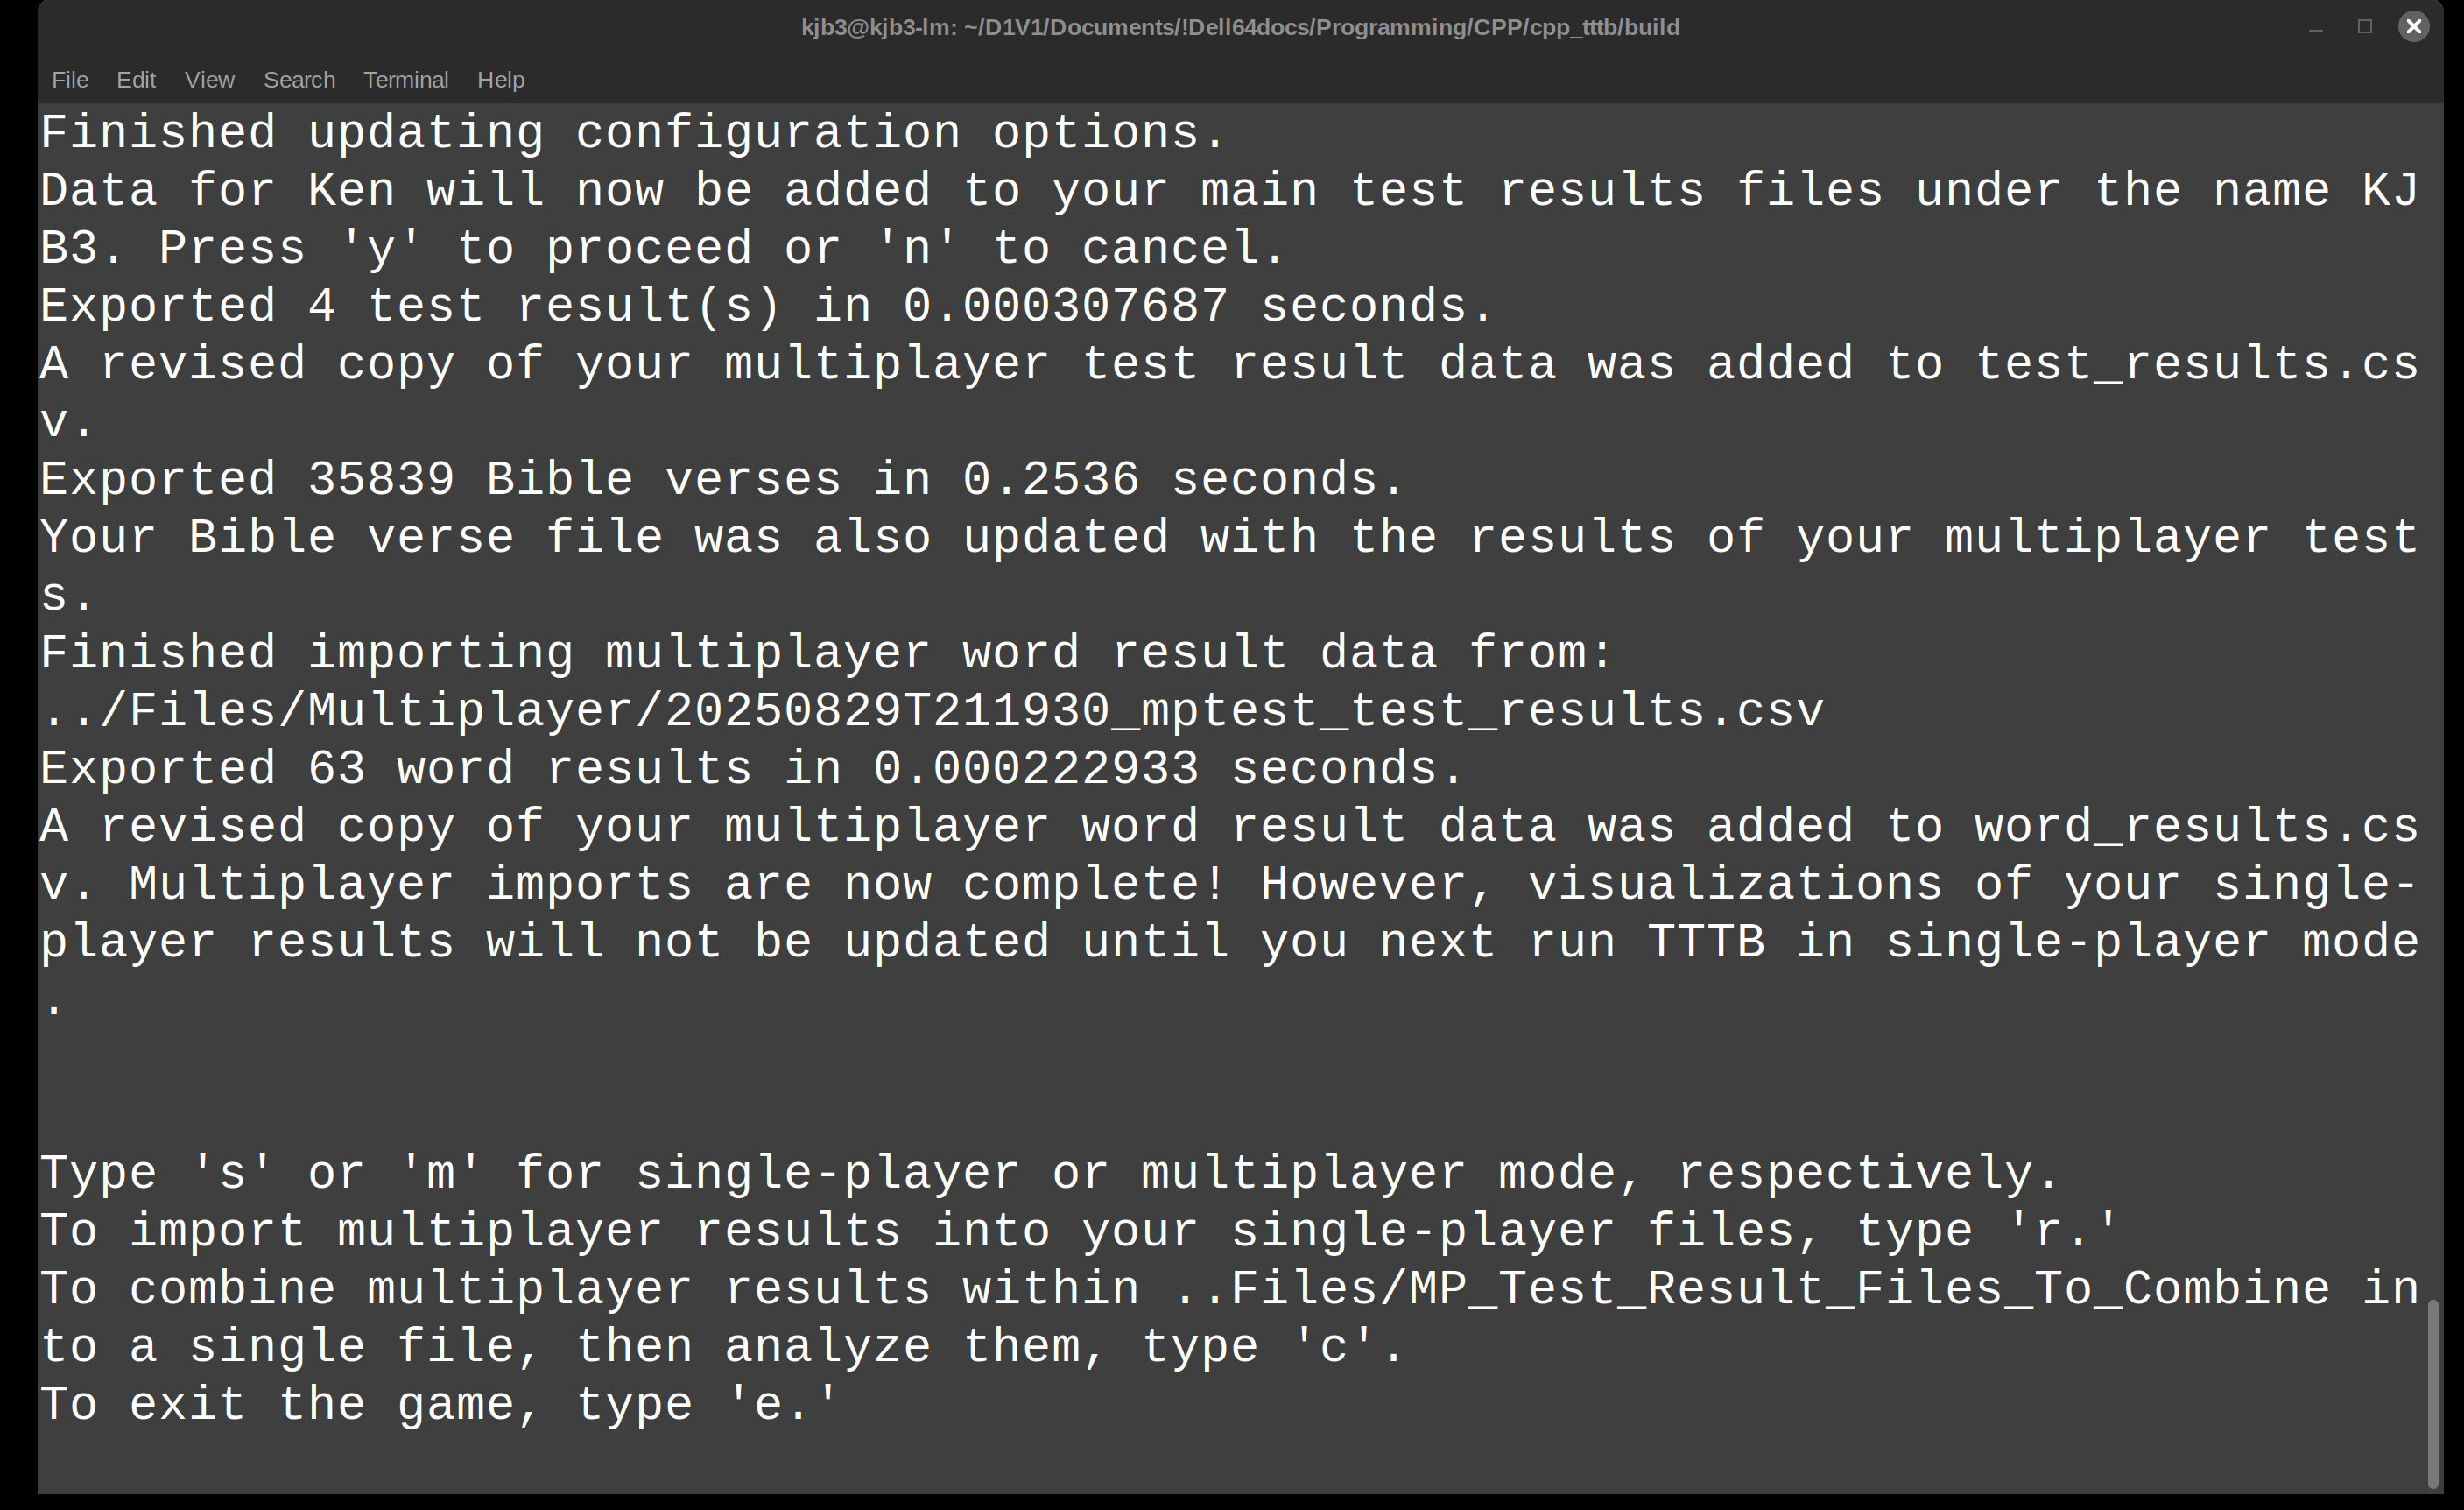 kjb3@kjb3-lm: ~/D1V1/Documents/!Dell64docs/Programming/CPP/cpp_tttb/build
File Edit View Search Terminal Help
Finished updating configuration options.
Data for Ken will now be added to your main test results files under the name KJ
B3. Press 'y' to proceed or 'n' to cancel.
Exported 4 test result(s) in 0.000307687 seconds.
A revised copy of your multiplayer test result data was added to test_results.cs
v.
Exported 35839 Bible verses in 0.2536 seconds.
Your Bible verse file was also updated with the results of your multiplayer test
s.
Finished importing multiplayer word result data from:
../Files/Multiplayer/20250829T211930_mptest_test_results.csv
Exported 63 word results in 0.000222933 seconds.
A revised copy of your multiplayer word result data was added to word_results.cs
v. Multiplayer imports are now complete! However, visualizations of your single-
player results will not be updated until you next run TTTB in single-player mode
.
Type 's' or 'm' for single-player or multiplayer mode, respectively.
To import multiplayer results into your single-player files, type 'r.'
To combine multiplayer results within ..Files/MP_Test_Result_Files_To_Combine in
to a single file, then analyze them, type 'c'.
To exit the game, type 'e.'